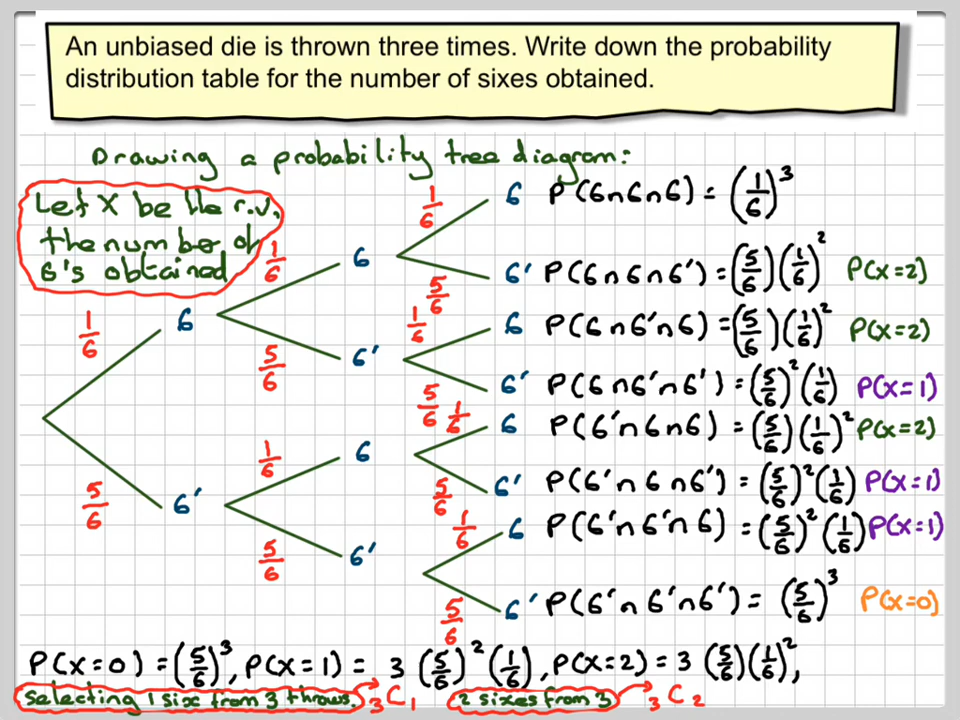 An unbiased die is thrown three times. Write down the probability
distribution table for the number of sixes obtained.
Drawing a probability tree diagram:
Let X be the r.v.
the number of
6's obtained
1/6 6 P(6∩6∩6) = (1/6)³
1/6 6
5/6 6' P(6∩6∩6') = (5/6)(1/6)² P(X=2)
1/6 6
1/6 6 P(6∩6'∩6) = (5/6)(1/6)² P(X=2)
5/6 6'
5/6 6' P(6∩6'∩6') = (5/6)²(1/6) P(X=1)
1/6 6 P(6'∩6∩6) = (5/6)(1/6)² P(X=2)
1/6 6
5/6 6' P(6'∩6∩6') = (5/6)²(1/6) P(X=1)
5/6 6'
1/6 6 P(6'∩6'∩6) = (5/6)²(1/6) P(X=1)
5/6 6'
5/6 6' P(6'∩6'∩6') = (5/6)³ P(X=0)
P(X=0) = (5/6)³, P(X=1) = 3 (5/6)²(1/6), P(X=2) = 3 (5/6)(1/6)²,
selecting 1 six from 3 throws. ₃C₁ 2 sixes from 3 ₃C₂